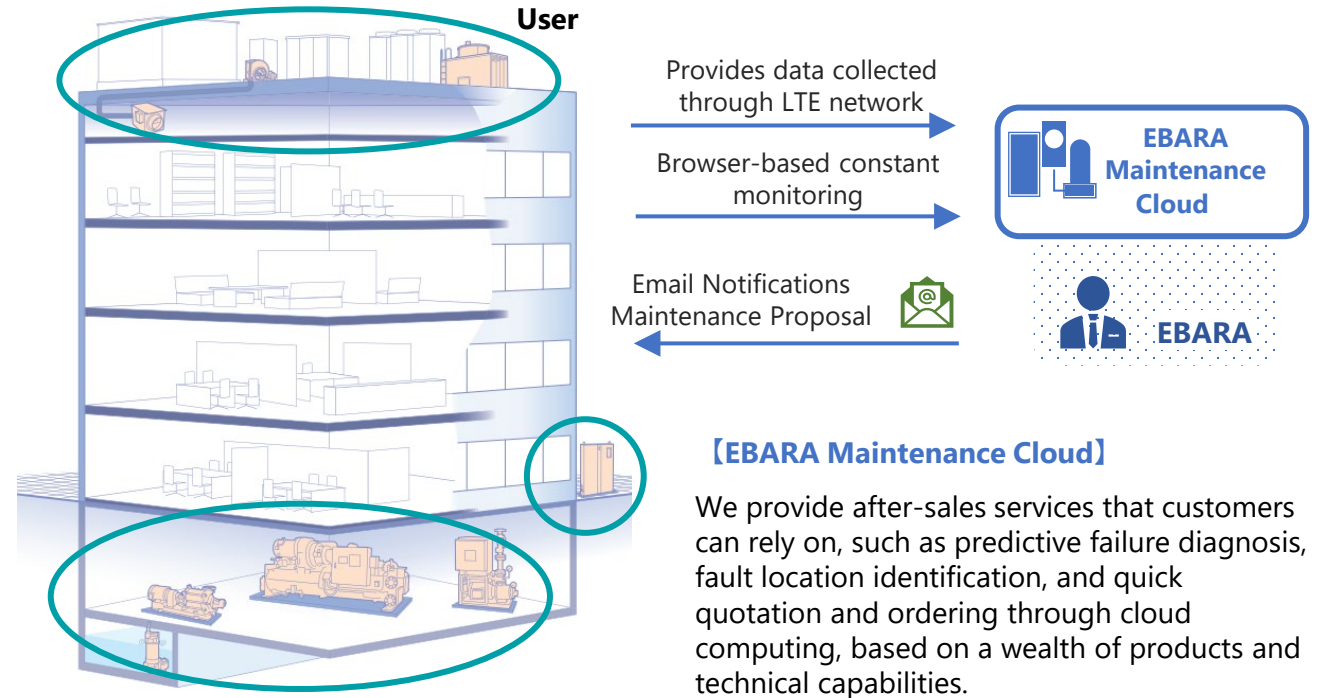 User
Provides data collected
through LTE network
Browser-based constant
monitoring
Email Notifications
Maintenance Proposal
@
EBARA
Maintenance
Cloud
EBARA
【EBARA Maintenance Cloud】
We provide after-sales services that customers
can rely on, such as predictive failure diagnosis,
fault location identification, and quick
quotation and ordering through cloud
computing, based on a wealth of products and
technical capabilities.